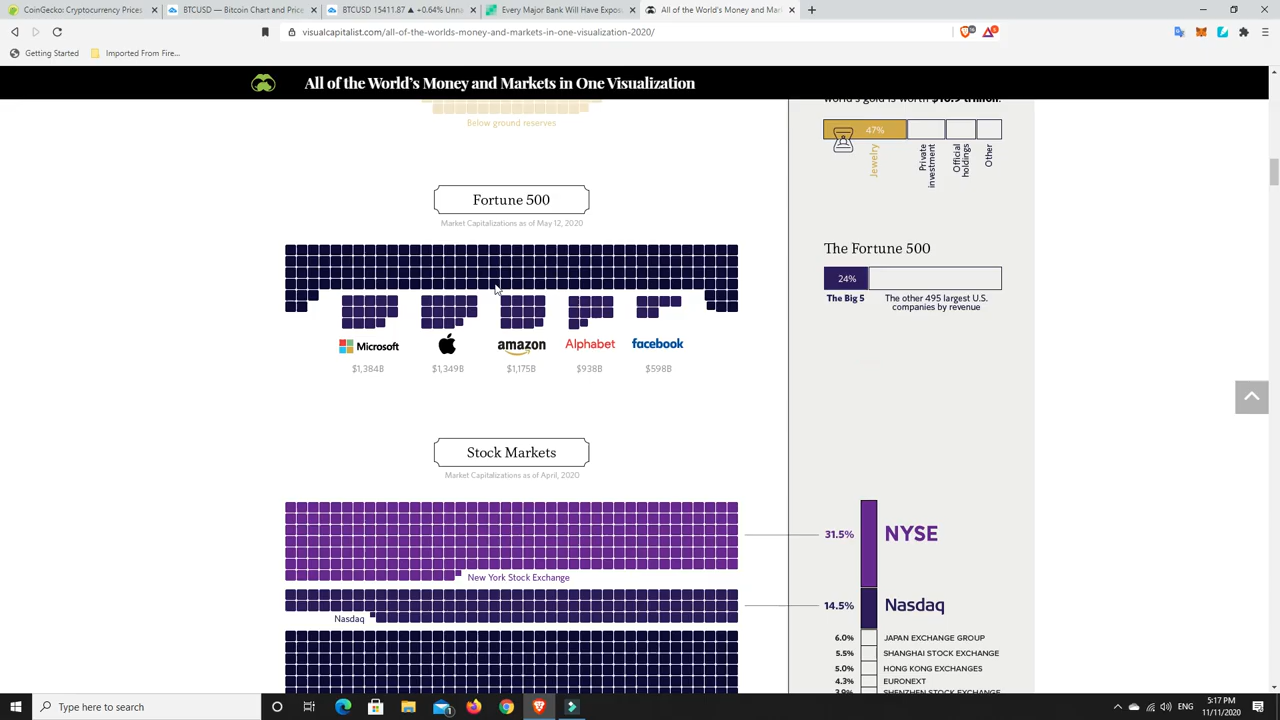 CoinGecko: Cryptocurrency Prices
BTCUSD — Bitcoin Chart and Price
BTCUSD 15411.87 ▲ +0.64% Unna
Every Major Bank Will Have Expos
All of the World's Money and Mar
visualcapitalist.com/all-of-the-worlds-money-and-markets-in-one-visualization-2020/
Getting Started
Imported From Fire...
All of the World's Money and Markets in One Visualization
Below ground reserves
47%
Jewelry
Private investment
Official holdings
Other
Fortune 500
Market Capitalizations as of May 12, 2020
The Fortune 500
24%
The Big 5
The other 495 largest U.S.
companies by revenue
Microsoft
amazon
Alphabet
facebook
$1,384B
$1,349B
$1,175B
$938B
$598B
Stock Markets
Market Capitalizations as of April, 2020
31.5% NYSE
New York Stock Exchange
14.5% Nasdaq
Nasdaq
6.0% JAPAN EXCHANGE GROUP
5.5% SHANGHAI STOCK EXCHANGE
5.0% HONG KONG EXCHANGES
4.3% EURONEXT
Type here to search
ENG
5:17 PM
11/11/2020